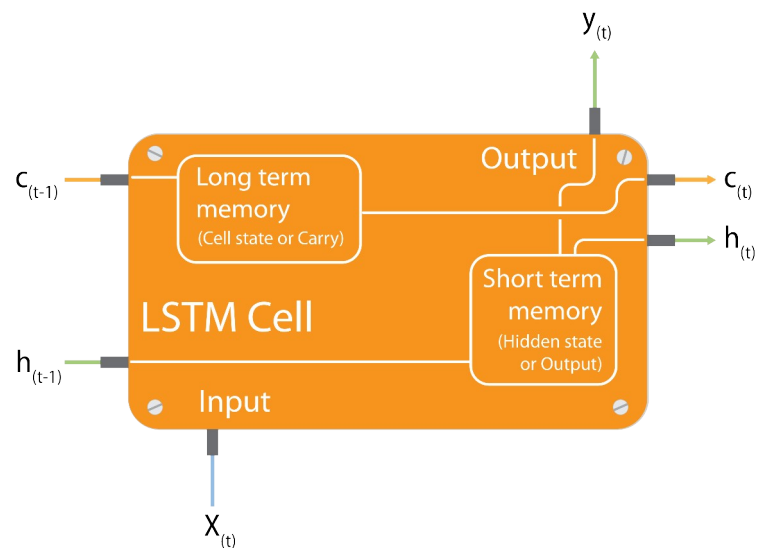 y(t)
Output
c(t-1)
Long term
memory
(Cell state or Carry)
c(t)
h(t)
Short term
memory
(Hidden state
or Output)
LSTM Cell
h(t-1)
Input
X(t)